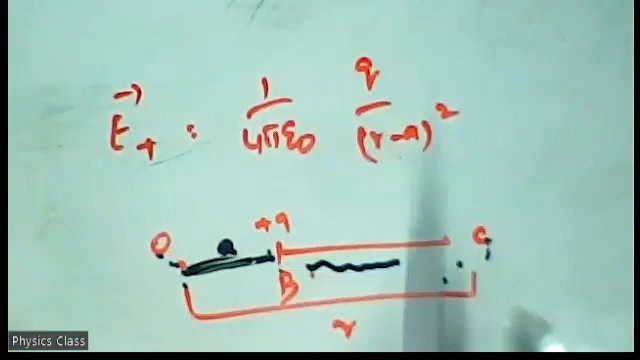 E⃗₊ : 1/4πε₀ q/(r-a)²
+q
O a C
B
r
Physics Class